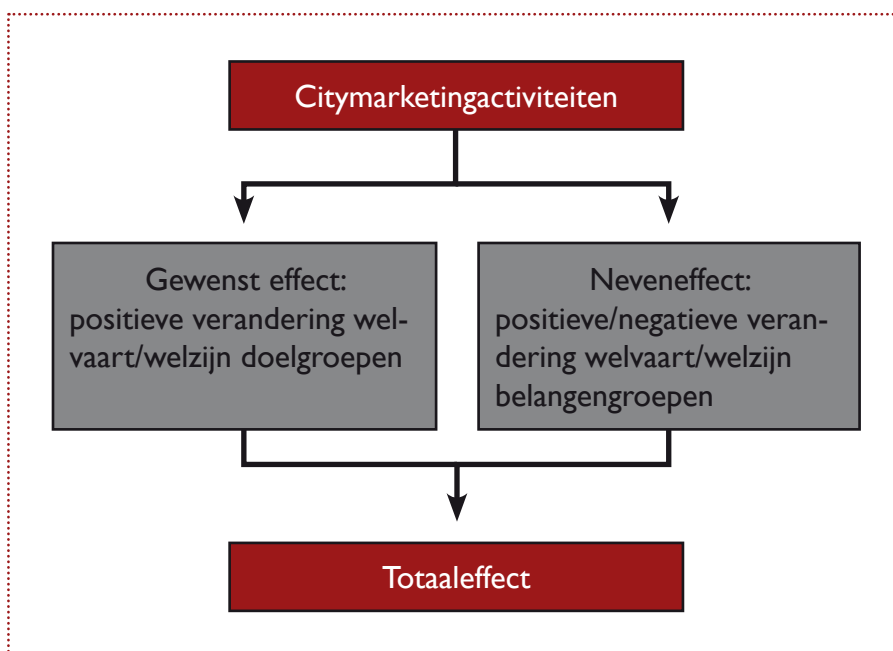 Citymarketingactiviteiten
Gewenst effect:
positieve verandering wel-
vaart/welzijn doelgroepen
Neveneffect:
positieve/negatieve veran-
dering welvaart/welzijn
belangengroepen
Totaaleffect